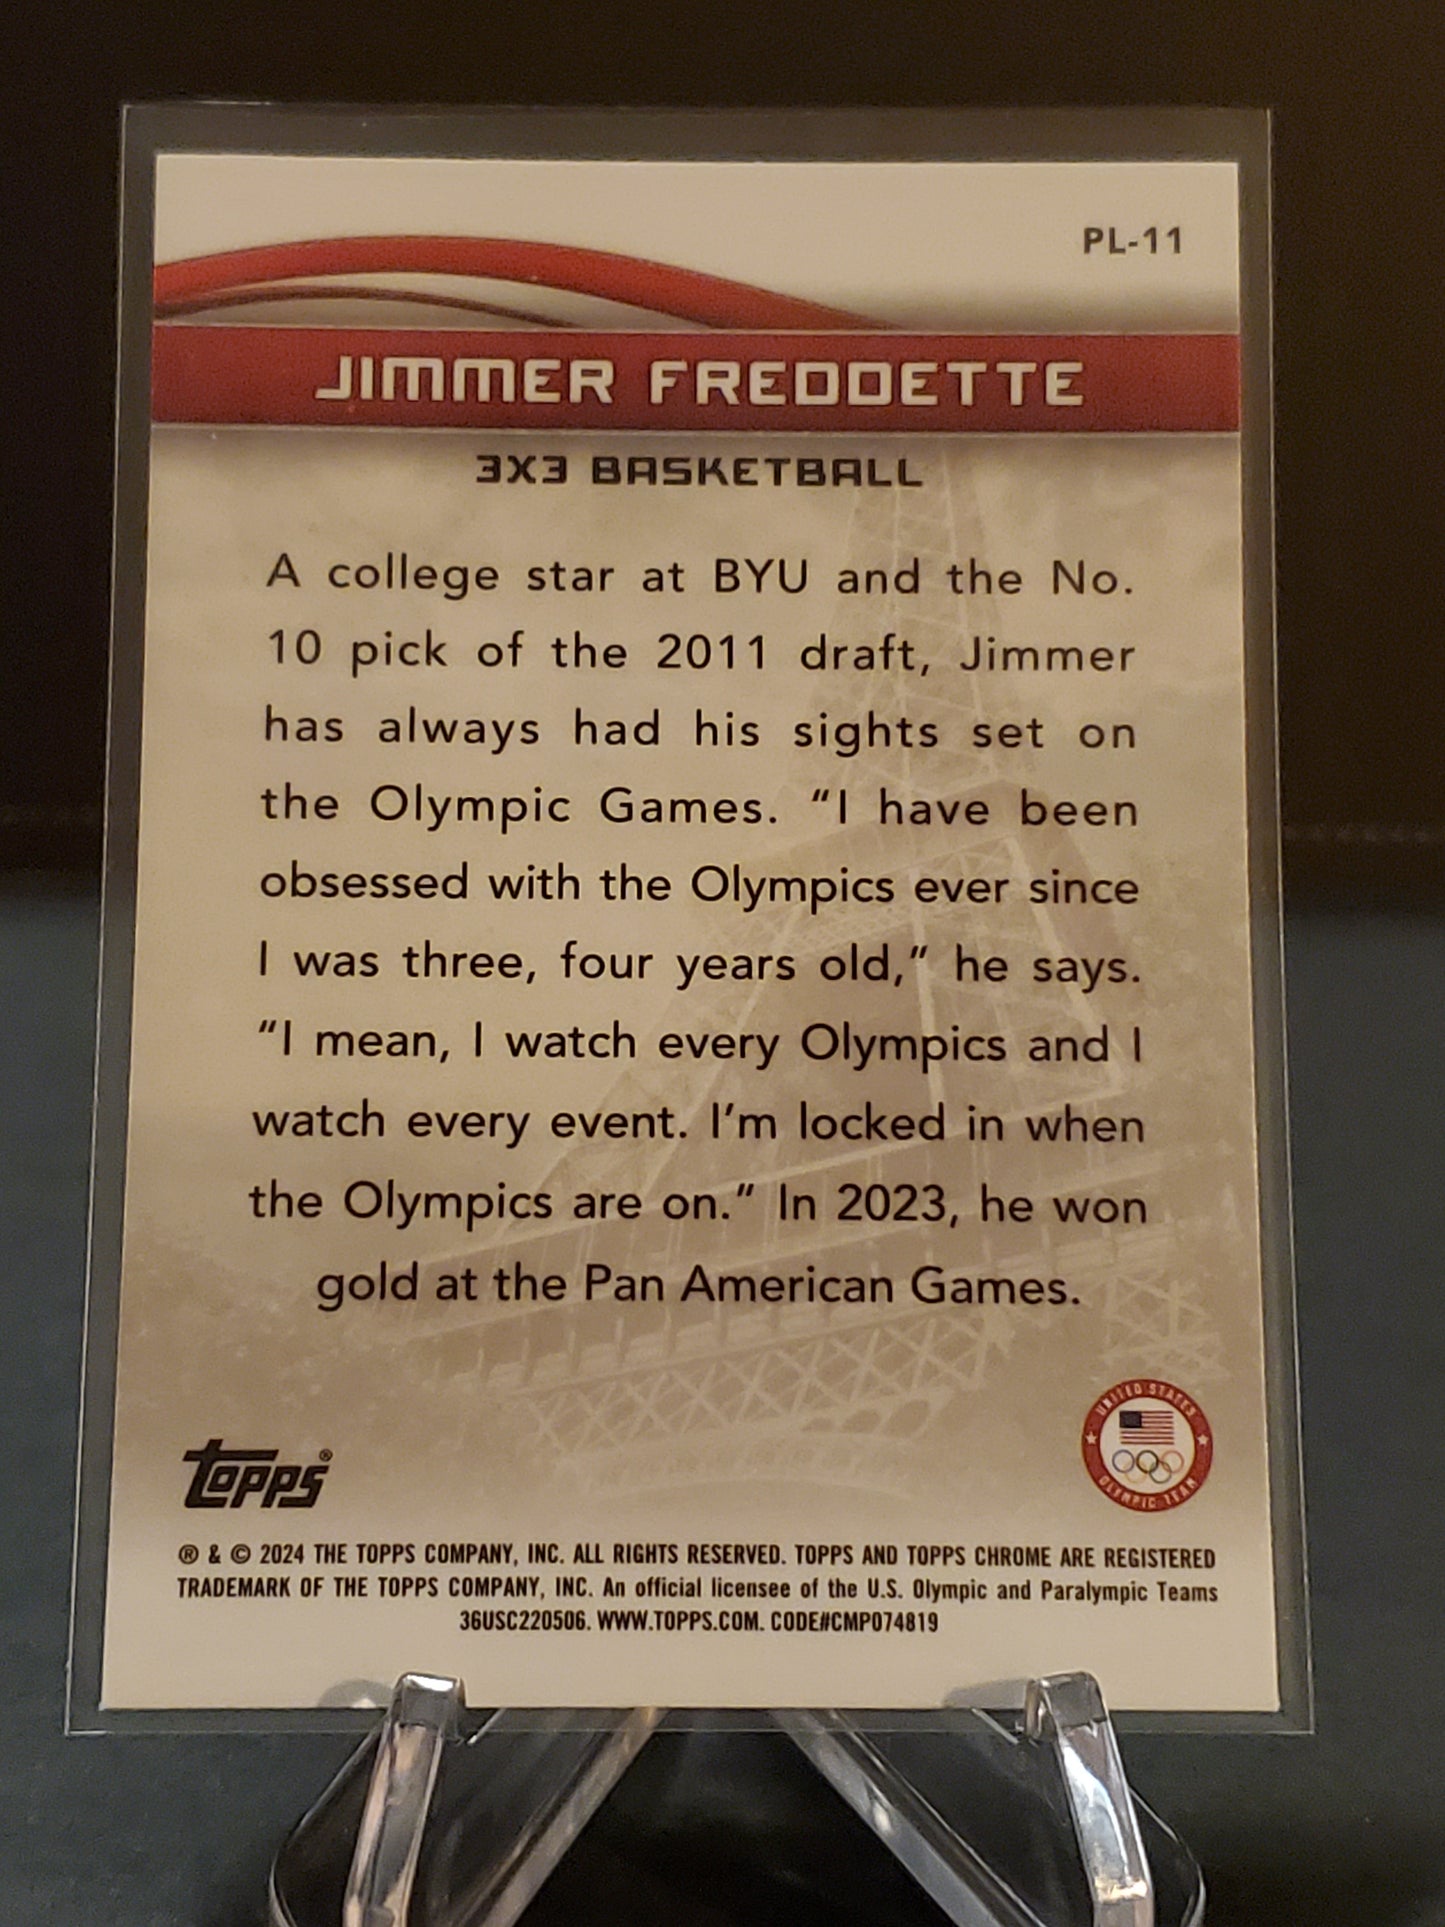 PL-11
JIMMER FREDDETTE
3X3 BASKETBALL
A college star at BYU and the No.
10 pick of the 2011 draft, Jimmer
has always had his sights set on
the Olympic Games. “I have been
obsessed with the Olympics ever since
I was three, four years old,” he says.
“I mean, I watch every Olympics and I
watch every event. I’m locked in when
the Olympics are on.” In 2023, he won
gold at the Pan American Games.
UNITED STATES
OLYMPIC TEAM
Topps®
® & © 2024 THE TOPPS COMPANY, INC. ALL RIGHTS RESERVED. TOPPS AND TOPPS CHROME ARE REGISTERED
TRADEMARK OF THE TOPPS COMPANY, INC. An official licensee of the U.S. Olympic and Paralympic Teams
36USC220506. WWW.TOPPS.COM. CODE#CMP074819